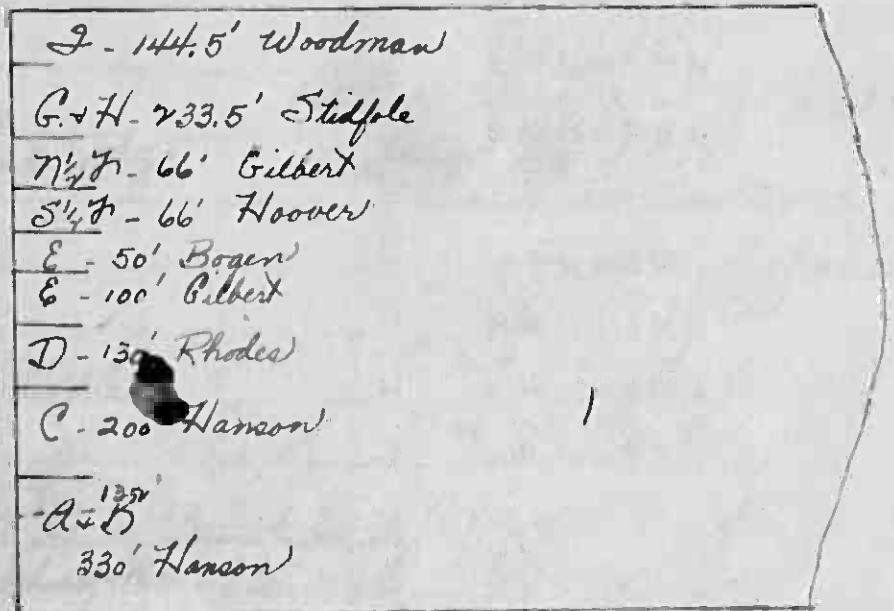 I - 144.5' Woodman
G. & H - 233.5' Stidfole
N½ F - 66' Gilbert
S½ F - 66' Hoover
E - 50' Bogen
E - 100' Gilbert
D - 130' Rhodes
C - 200' Hanson
1
A & B
330' Hanson